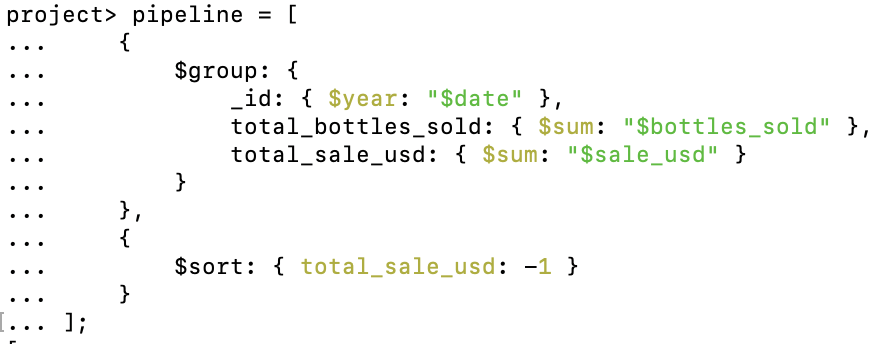 project> pipeline = [
...     {
...         $group: {
...             _id: { $year: "$date" },
...             total_bottles_sold: { $sum: "$bottles_sold" },
...             total_sale_usd: { $sum: "$sale_usd" }
...         }
...     },
...     {
...         $sort: { total_sale_usd: -1 }
...     }
[... ];